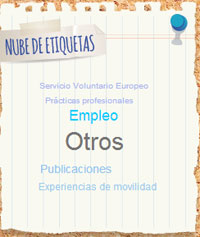 NUBE DE ETIQUETAS
Servicio Voluntario Europeo
Prácticas profesionales
Empleo
Otros
Publicaciones
Experiencias de movilidad